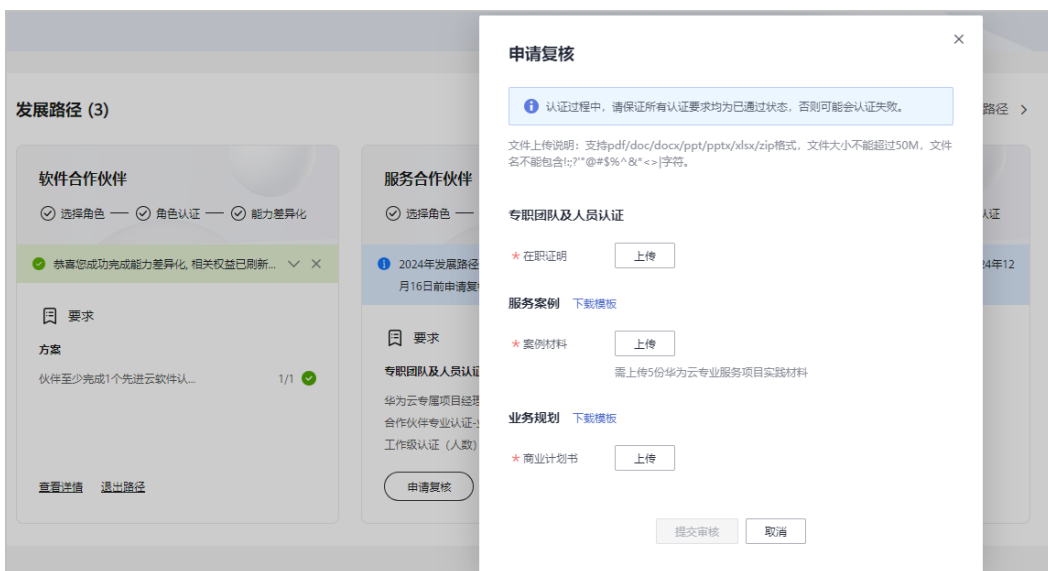 发展路径 (3)
路径 >
软件合作伙伴
选择角色 — 角色认证 — 能力差异化
恭喜您成功完成能力差异化, 相关权益已刷新...
要求
方案
伙伴至少完成1个先进云软件认...
1/1
查看详情 退出路径
服务合作伙伴
选择角色 —
2024年发展路径
月16日前申请复
要求
专职团队及人员认证
华为云专属项目经理
合作伙伴专业认证-
工作级认证（人数）
申请复核
认证
24年12
申请复核
认证过程中，请保证所有认证要求均为已通过状态，否则可能会认证失败。
文件上传说明：支持pdf/doc/docx/ppt/pptx/xlsx/zip格式，文件大小不能超过50M，文件
名不能包含!:;?'"@#$%^&*<>|字符。
专职团队及人员认证
* 在职证明 上传
服务案例 下载模板
* 案例材料 上传
需上传5份华为云专业服务项目实践材料
业务规划 下载模板
* 商业计划书 上传
提交审核 取消